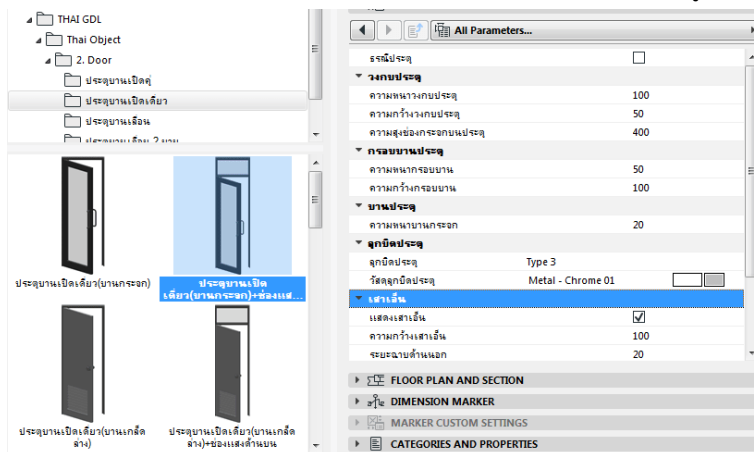 THAI GDL
Thai Object
2. Door
ประตูบานเปิดคู่
ประตูบานเปิดเดี่ยว
ประตูบานเลื่อน
ประตูบานเลื่อน 2 บาน
ประตูบานเปิดเดี่ยว(บานกระจก)
ประตูบานเปิด
เดี่ยว(บานกระจก)+ช่องแส...
ประตูบานเปิดเดี่ยว(บานเกล็ด
ล่าง)
ประตูบานเปิดเดี่ยว(บานเกล็ด
ล่าง)+ช่องแสงด้านบน
All Parameters...
ธรณีประตู
วงกบประตู
ความหนาวงกบประตู 100
ความกว้างวงกบประตู 50
ความสูงช่องกระจกบนประตู 400
กรอบบานประตู
ความหนากรอบบาน 50
ความกว้างกรอบบาน 100
บานประตู
ความหนาบานกระจก 20
ลูกบิดประตู
ลูกบิดประตู Type 3
วัสดุลูกบิดประตู Metal - Chrome 01
เสาเอ็น
แสดงเสาเอ็น
ความกว้างเสาเอ็น 100
ระยะฉาบด้านนอก 20
FLOOR PLAN AND SECTION
DIMENSION MARKER
MARKER CUSTOM SETTINGS
CATEGORIES AND PROPERTIES